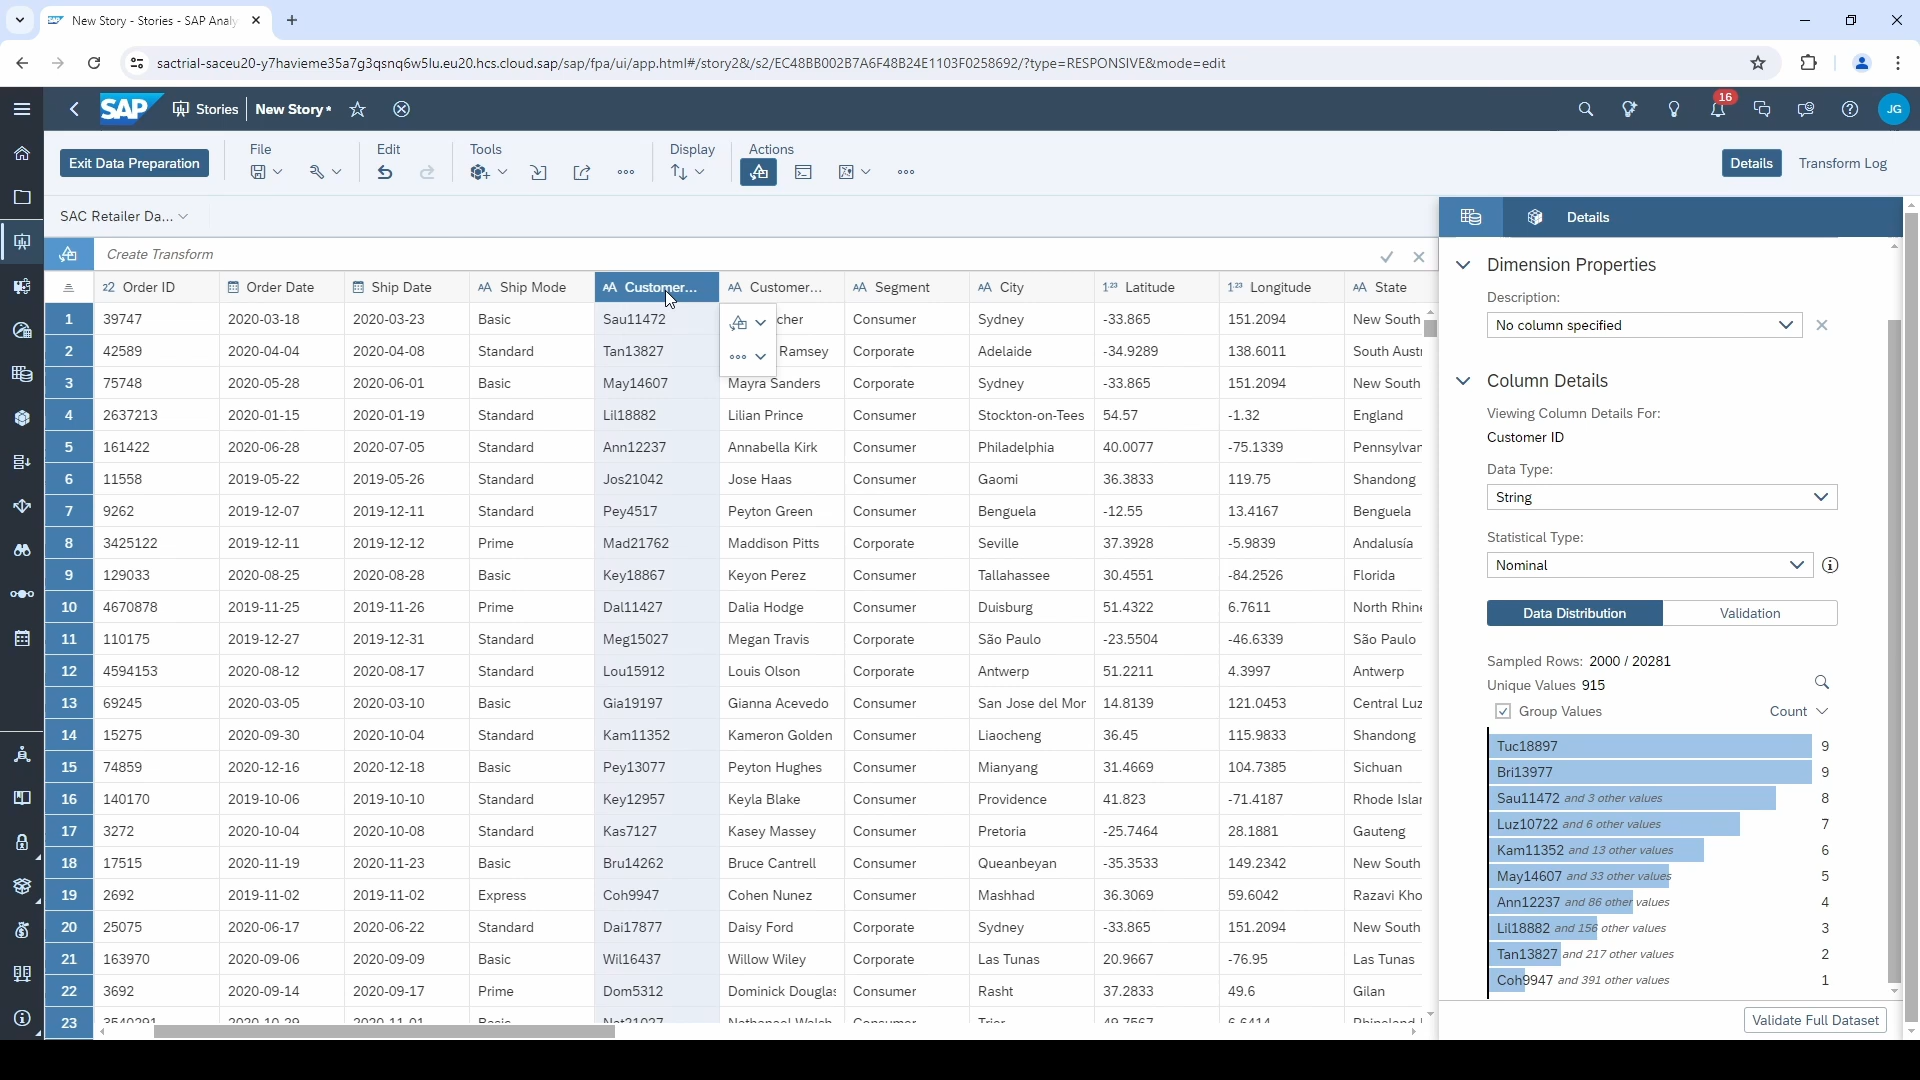 New Story - Stories - SAP Analy
sactrial-saceu20-y7havieme35a7g3qsnq6w5lu.eu20.hcs.cloud.sap/sap/fpa/ui/app.html#/story2&/s2/EC48BB002B7A6F48B24E1103F0258692/?type=RESPONSIVE&mode=edit
SAP Stories New Story* 16 JG
Exit Data Preparation File Edit Tools Display Actions Details Transform Log
SAC Retailer Da...
Create Transform
Order ID Order Date Ship Date Ship Mode Customer... Customer... Segment City Latitude Longitude State
1 39747 2020-03-18 2020-03-23 Basic Sau11472 cher Consumer Sydney -33.865 151.2094 New South
2 42589 2020-04-04 2020-04-08 Standard Tan13827 Ramsey Corporate Adelaide -34.9289 138.6011 South Austr
3 75748 2020-05-28 2020-06-01 Basic May14607 Mayra Sanders Corporate Sydney -33.865 151.2094 New South
4 2637213 2020-01-15 2020-01-19 Standard Lil18882 Lilian Prince Consumer Stockton-on-Tees 54.57 -1.32 England
5 161422 2020-06-28 2020-07-05 Standard Ann12237 Annabella Kirk Consumer Philadelphia 40.0077 -75.1339 Pennsylvan
6 11558 2019-05-22 2020-05-26 Standard Jos21042 Jose Haas Consumer Gaomi 36.3833 119.75 Shandong
7 9262 2019-12-07 2019-12-11 Standard Pey4517 Peyton Green Consumer Benguela -12.55 13.4167 Benguela
8 3425122 2019-12-11 2019-12-12 Prime Mad21762 Maddison Pitts Corporate Seville 37.3928 -5.9839 Andalusía
9 129033 2020-08-25 2020-08-28 Basic Key18867 Keyon Perez Consumer Tallahassee 30.4551 -84.2526 Florida
10 4670878 2019-11-25 2019-11-26 Prime Dal11427 Dalia Hodge Consumer Duisburg 51.4322 6.7611 North Rhine
11 110175 2019-12-27 2019-12-31 Standard Meg15027 Megan Travis Corporate São Paulo -23.5504 -46.6339 São Paulo
12 4594153 2020-08-12 2020-08-17 Standard Lou15912 Louis Olson Corporate Antwerp 51.2211 4.3997 Antwerp
13 69245 2020-03-05 2020-03-10 Basic Gia19197 Gianna Acevedo Consumer San Jose del Mor 14.8139 121.0453 Central Luz
14 15275 2020-09-30 2020-10-04 Standard Kam11352 Kameron Golden Consumer Liaocheng 36.45 115.9833 Shandong
15 74859 2020-12-16 2020-12-18 Basic Pey13077 Peyton Hughes Consumer Mianyang 31.4669 104.7385 Sichuan
16 140170 2019-10-06 2019-10-10 Standard Key12957 Keyla Blake Consumer Providence 41.823 -71.4187 Rhode Islar
17 3272 2020-10-04 2020-10-08 Standard Kas7127 Kasey Massey Consumer Pretoria -25.7464 28.1881 Gauteng
18 17515 2020-11-19 2020-11-23 Basic Bru14262 Bruce Cantrell Consumer Queanbeyan -35.3533 149.2342 New South
19 2692 2019-11-02 2019-11-02 Express Coh9947 Cohen Nunez Consumer Mashhad 36.3069 59.6042 Razavi Kho
20 25075 2020-06-17 2020-06-22 Standard Dai17877 Daisy Ford Corporate Sydney -33.865 151.2094 New South
21 163970 2020-09-06 2020-09-09 Basic Wil16437 Willow Wiley Corporate Las Tunas 20.9667 -76.95 Las Tunas
22 3692 2020-09-14 2020-09-17 Prime Dom5312 Dominick Douglas Consumer Rasht 37.2833 49.6 Gilan
23
Details
Dimension Properties
Description:
No column specified
Column Details
Viewing Column Details For:
Customer ID
Data Type:
String
Statistical Type:
Nominal
Data Distribution Validation
Sampled Rows: 2000 / 20281
Unique Values 915
Group Values Count
Tuc18897 9
Bri13977 9
Sau11472 and 3 other values 8
Luz10722 and 6 other values 7
Kam11352 and 13 other values 6
May14607 and 33 other values 5
Ann12237 and 86 other values 4
Lil18882 and 156 other values 3
Tan13827 and 217 other values 2
Coh9947 and 391 other values 1
Validate Full Dataset